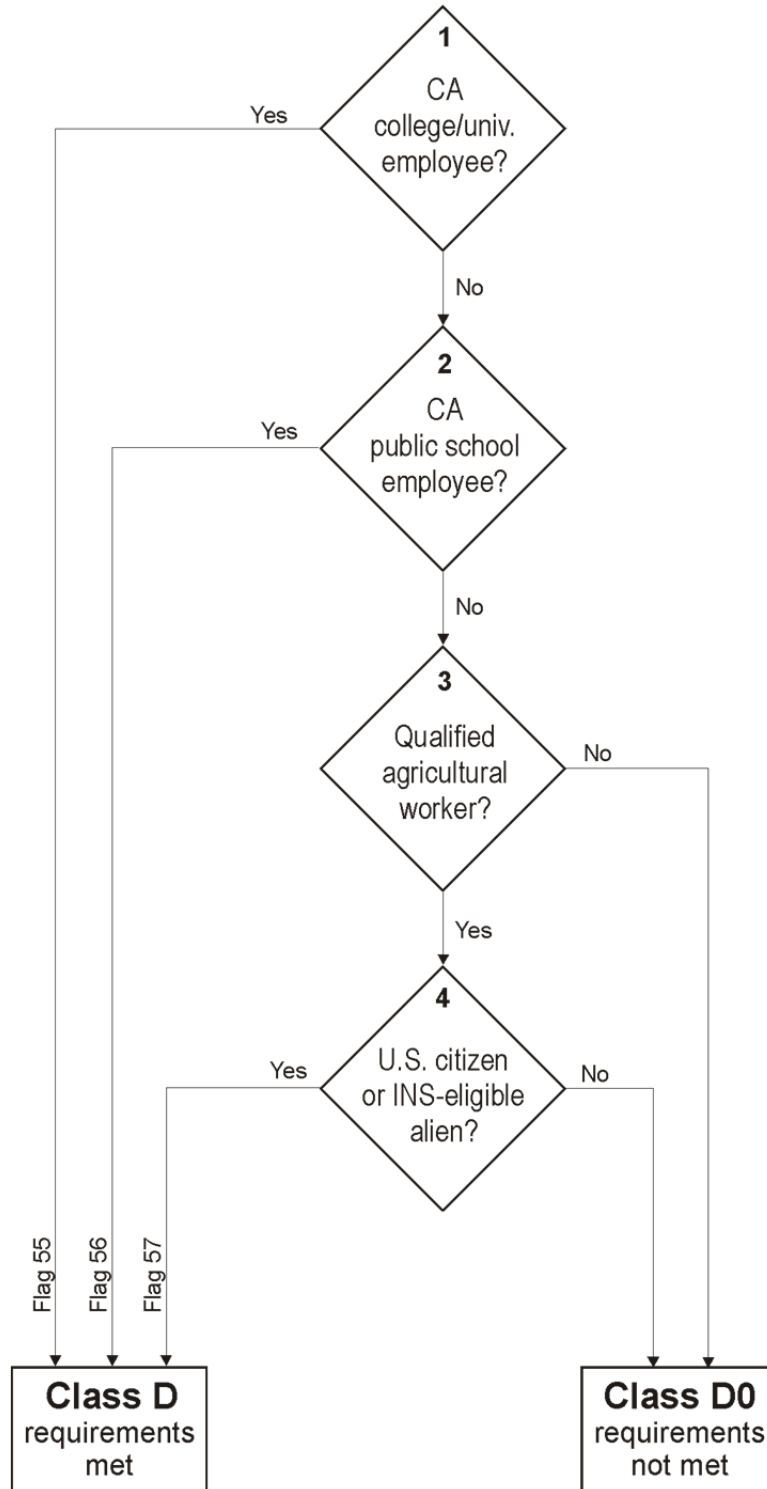 1
CA
college/univ.
employee?
Yes
No
2
CA
public school
employee?
Yes
No
3
Qualified
agricultural
worker?
No
Yes
4
U.S. citizen
or INS-eligible
alien?
Yes
No
Flag 55
Flag 56
Flag 57
Class D
requirements
met
Class D0
requirements
not met